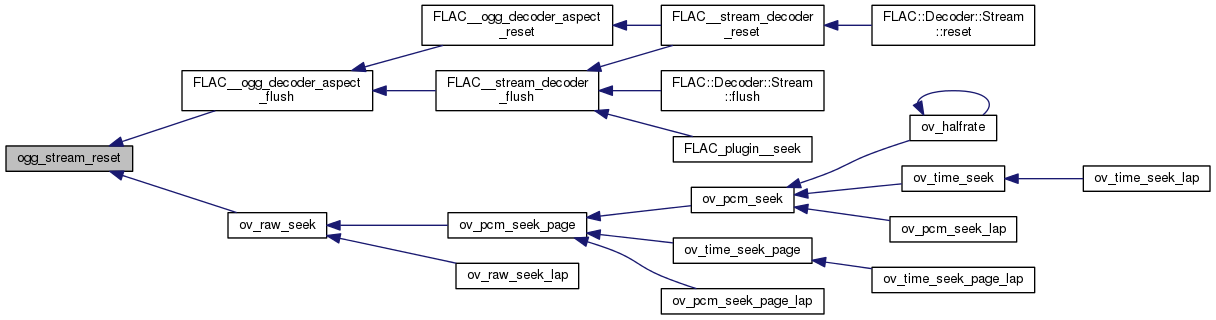 FLAC__ogg_decoder_aspect
_reset
FLAC__stream_decoder
_reset
FLAC::Decoder::Stream
::reset
FLAC__ogg_decoder_aspect
_flush
FLAC__stream_decoder
_flush
FLAC::Decoder::Stream
::flush
ov_halfrate
FLAC_plugin__seek
ogg_stream_reset
ov_time_seek
ov_time_seek_lap
ov_pcm_seek
ov_raw_seek
ov_pcm_seek_page
ov_pcm_seek_lap
ov_time_seek_page
ov_raw_seek_lap
ov_time_seek_page_lap
ov_pcm_seek_page_lap